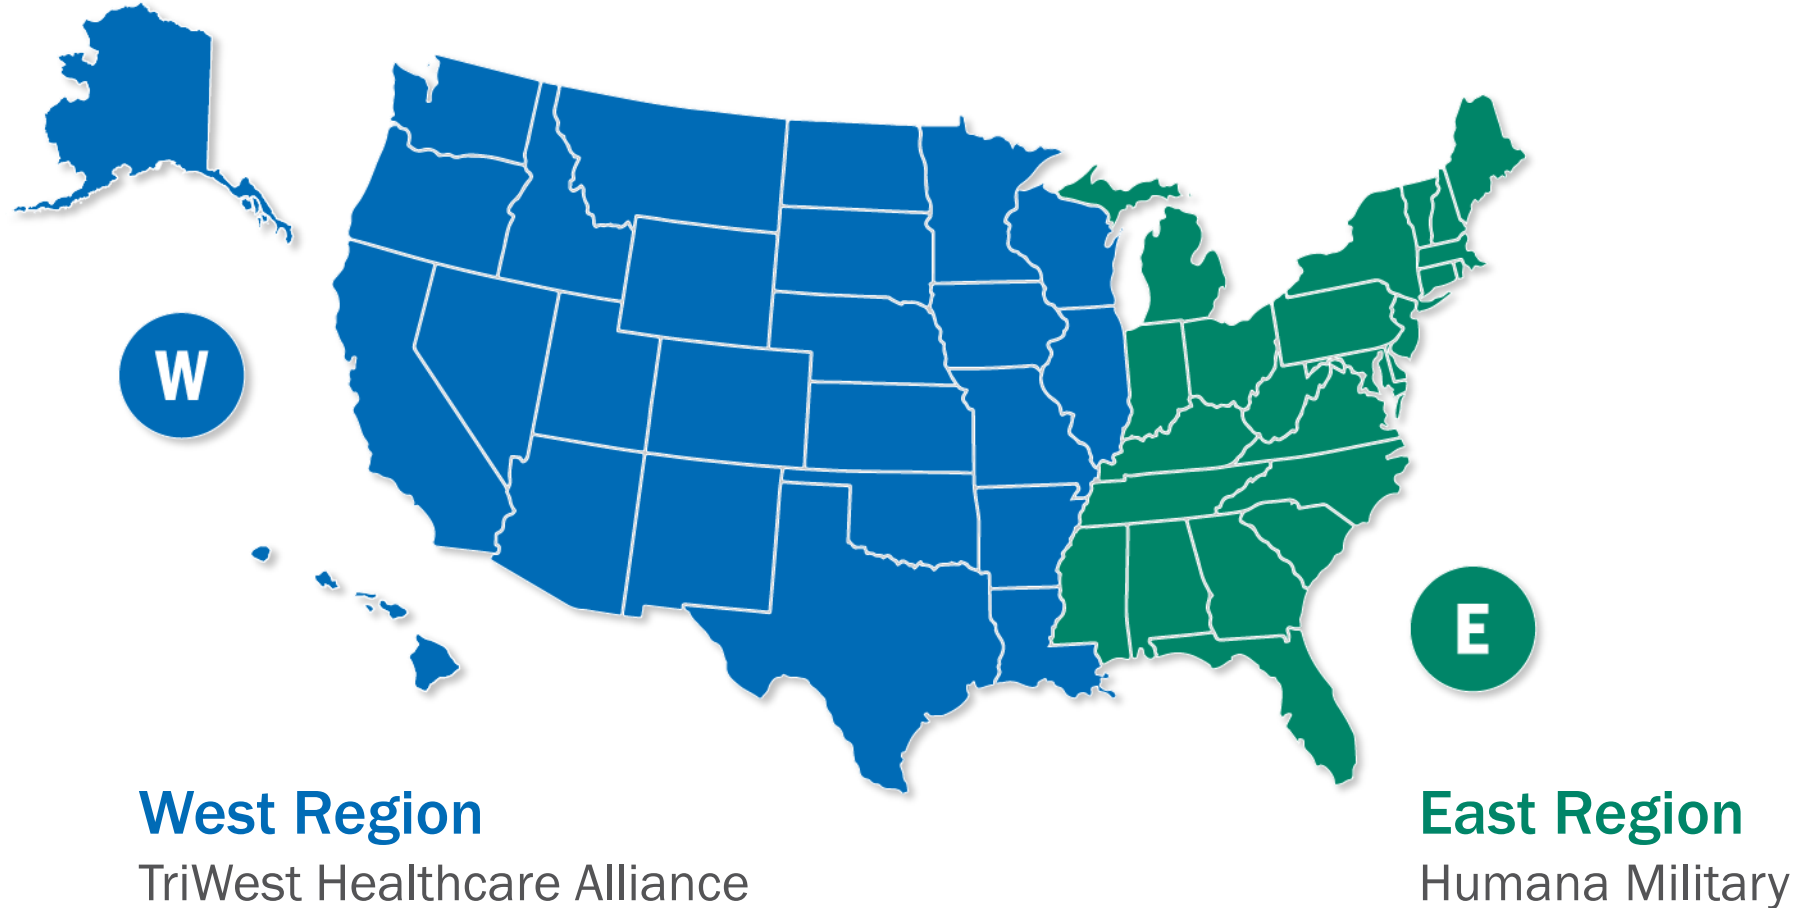 W
E
West Region
TriWest Healthcare Alliance
East Region
Humana Military